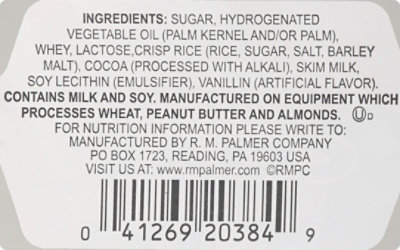 INGREDIENTS: SUGAR, HYDROGENATED
VEGETABLE OIL (PALM KERNEL AND/OR PALM),
WHEY, LACTOSE,CRISP RICE (RICE, SUGAR, SALT, BARLEY
MALT), COCOA (PROCESSED WITH ALKALI), SKIM MILK,
SOY LECITHIN (EMULSIFIER), VANILLIN (ARTIFICIAL FLAVOR).
CONTAINS MILK AND SOY. MANUFACTURED ON EQUIPMENT WHICH
PROCESSES WHEAT, PEANUT BUTTER AND ALMONDS. Ⓤ D
FOR NUTRITION INFORMATION PLEASE WRITE TO:
MANUFACTURED BY R. M. PALMER COMPANY
PO BOX 1723, READING, PA 19603 USA
VISIT US AT: www.rmpalmer.com ©RMPC
0 41269 20384 9